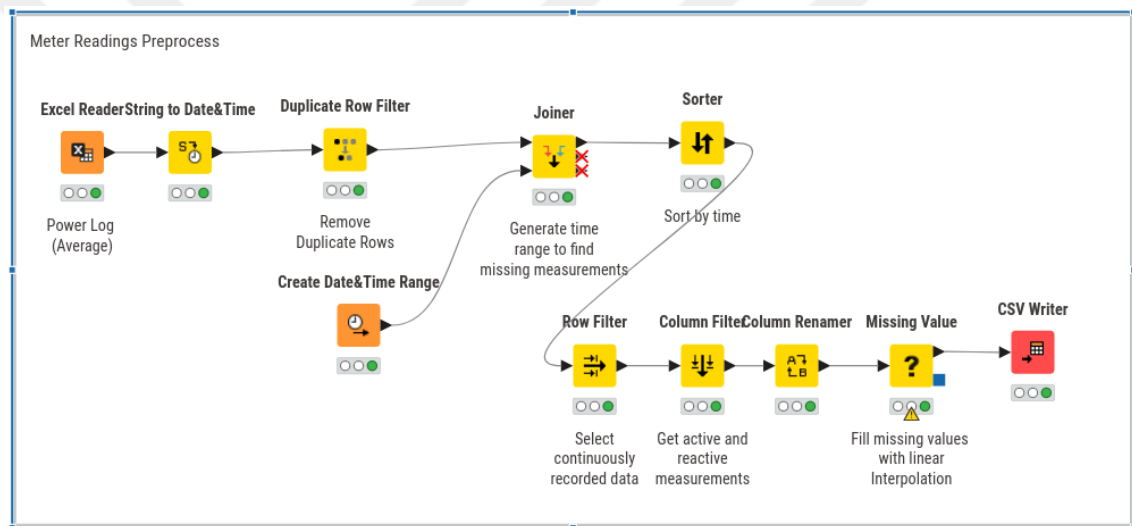 Meter Readings Preprocess
Excel Reader
String to Date&Time
Duplicate Row Filter
Joiner
Sorter
Power Log
(Average)
Remove
Duplicate Rows
Generate time
range to find
missing measurements
Sort by time
Create Date&Time Range
Row Filter
Column Filter
Column Renamer
Missing Value
CSV Writer
Select
continuously
recorded data
Get active and
reactive
measurements
Fill missing values
with linear
Interpolation